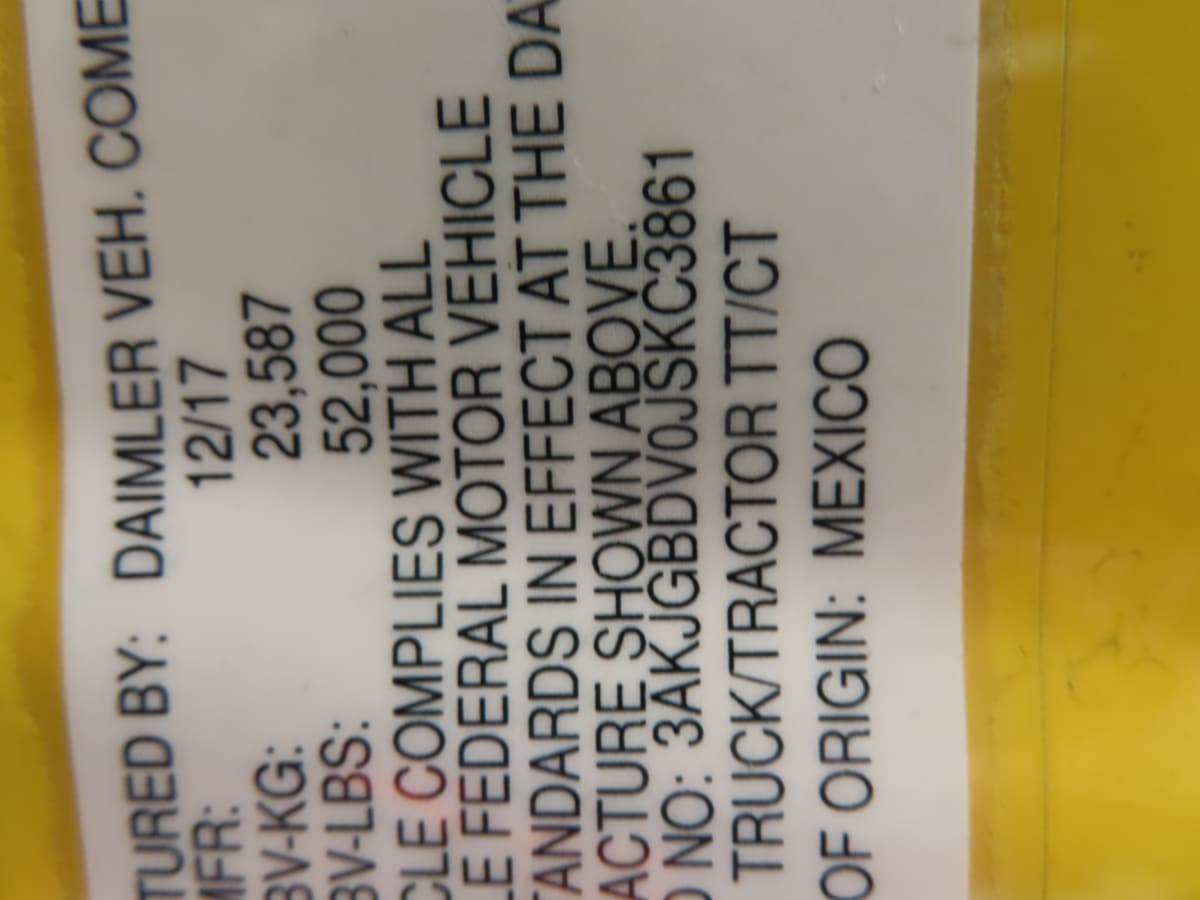 TURED BY: DAIMLER VEH. COME
MFR: 12/17
BV-KG: 23,587
BV-LBS: 52,000
CLE COMPLIES WITH ALL
LE FEDERAL MOTOR VEHICLE
TANDARDS IN EFFECT AT THE DA
ACTURE SHOWN ABOVE.
NO: 3AKJGBDV0JSKC3861
TRUCK/TRACTOR TT/CT
OF ORIGIN: MEXICO